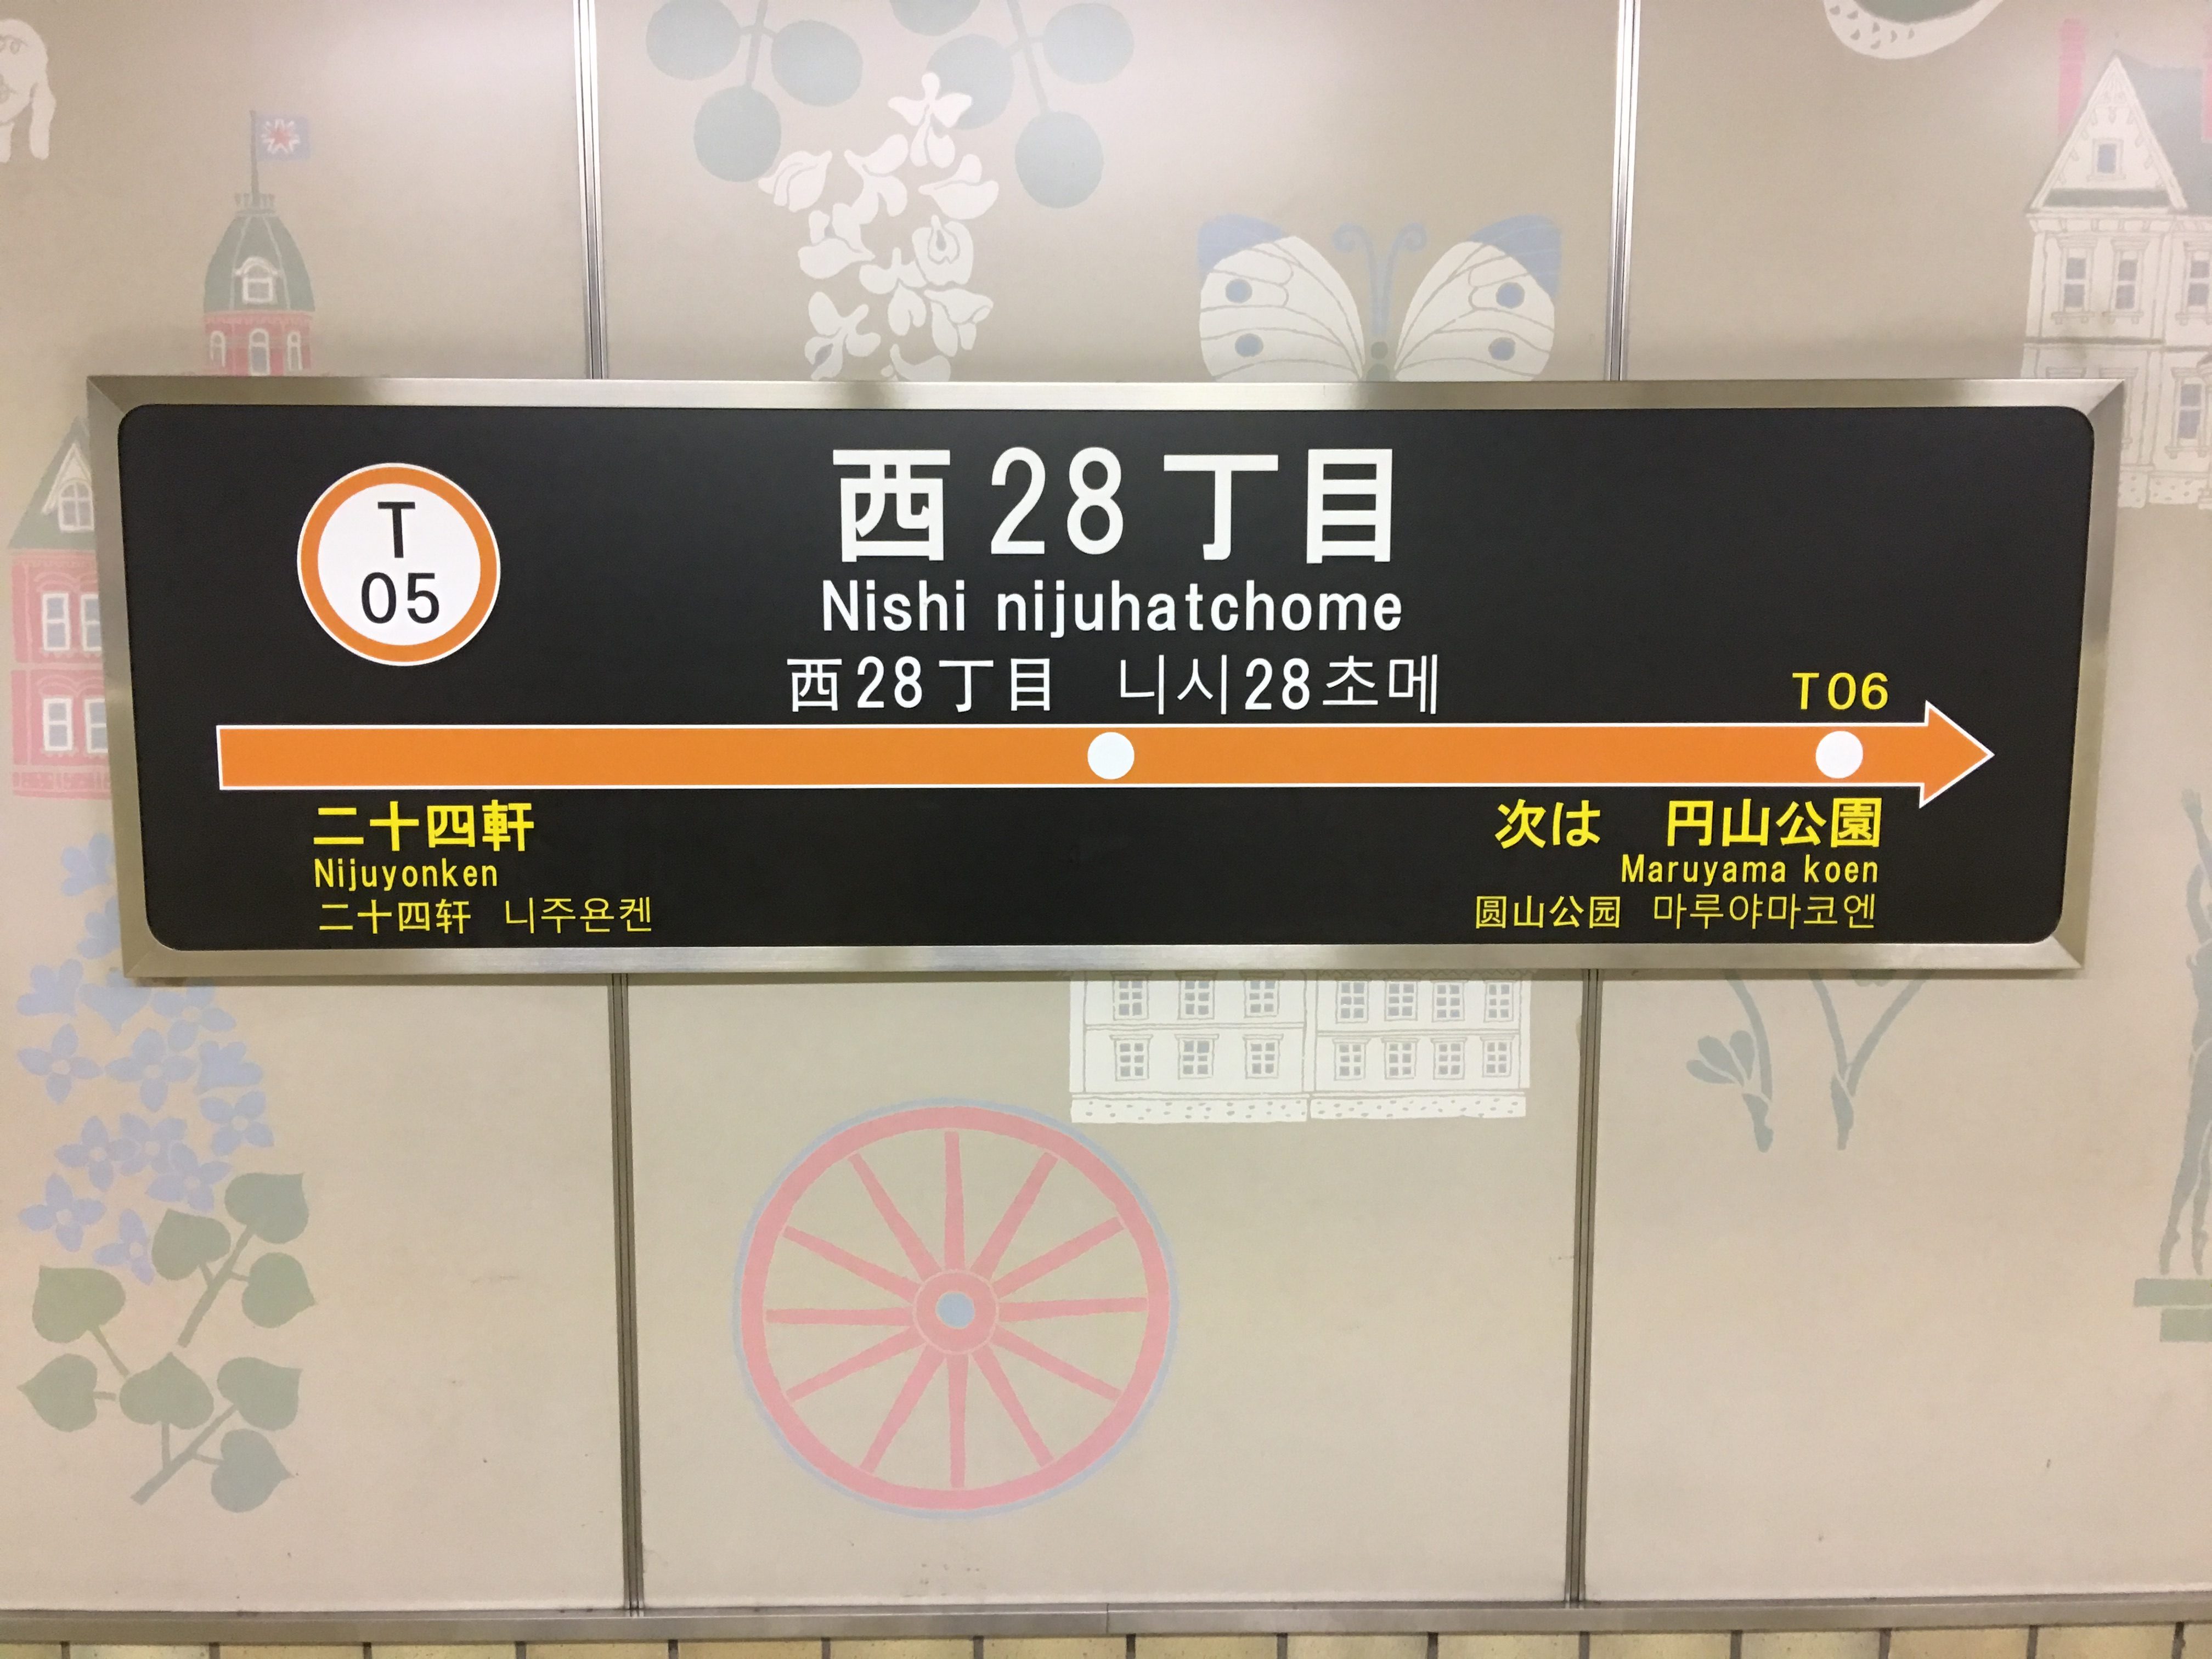 T
05
西28丁目
Nishi nijuhatchome
西28丁目 니시28초메
T06
二十四軒
Nijuyonken
二十四轩 니주욘켄
次は 円山公園
Maruyama koen
圆山公园 마루야마코엔